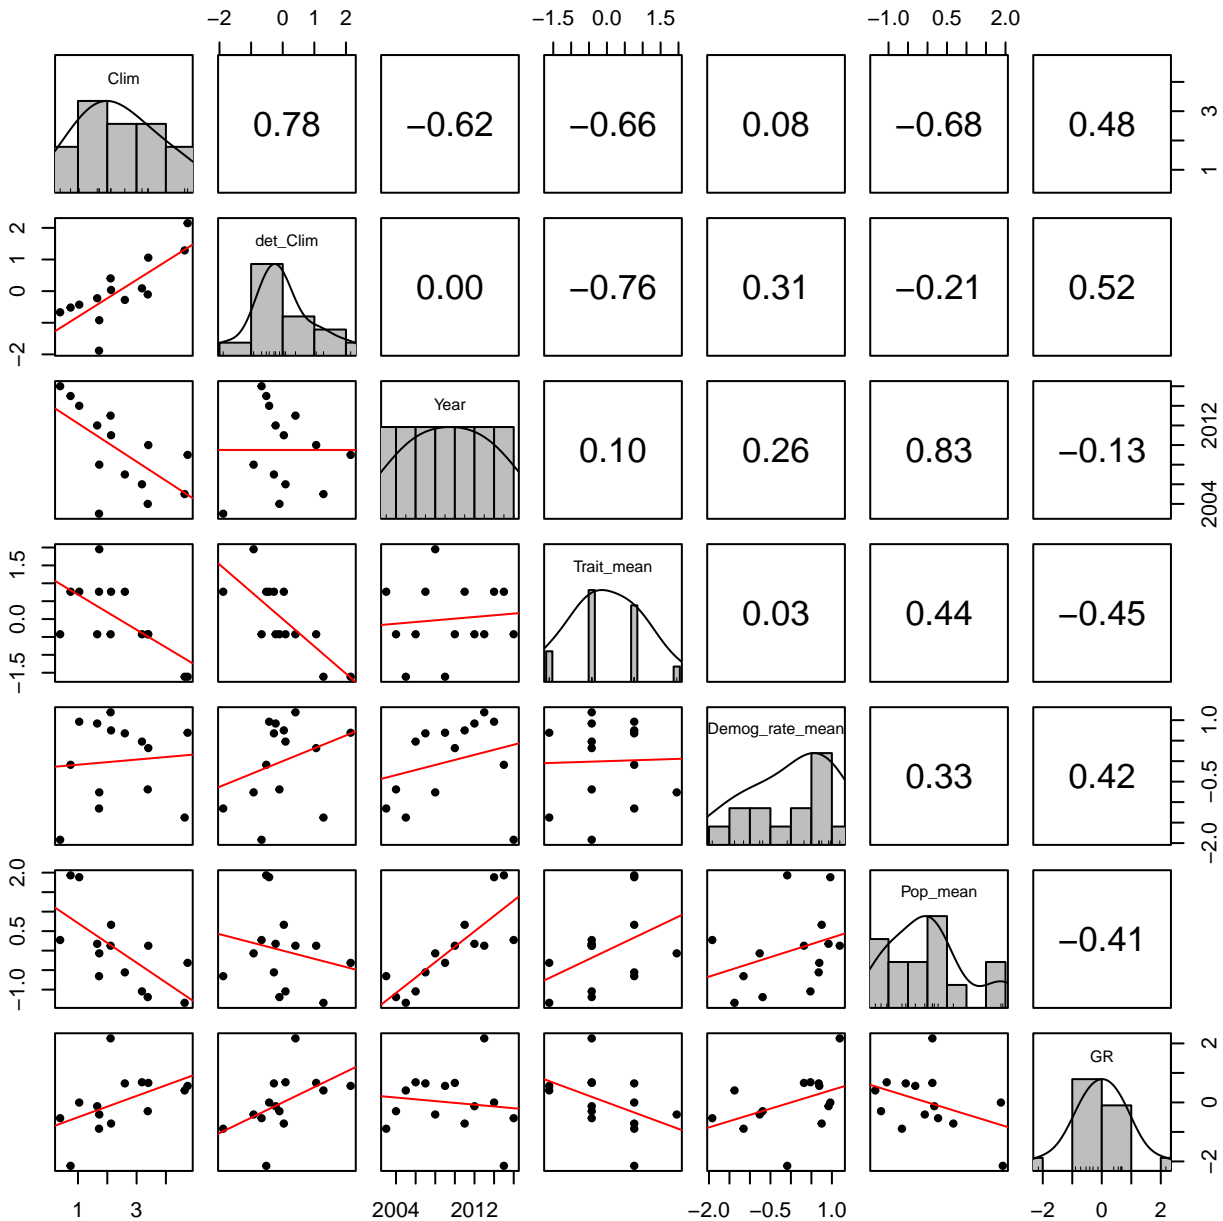 −2 0 1 2 −1.5 0.0 1.5 −1.0 0.5 2.0
Clim 0.78 −0.62 −0.66 0.08 −0.68 0.48 1 3
−2 0 1 2 det_Clim 0.00 −0.76 0.31 −0.21 0.52
Year 0.10 0.26 0.83 −0.13 2004 2012
−1.5 0.0 1.5 Trait_mean 0.03 0.44 −0.45
Demog_rate_mean 0.33 0.42 −2.0 −0.5 1.0
−1.0 0.5 2.0 Pop_mean −0.41
GR −2 0 2
1 3 2004 2012 −2.0 −0.5 1.0 −2 0 2